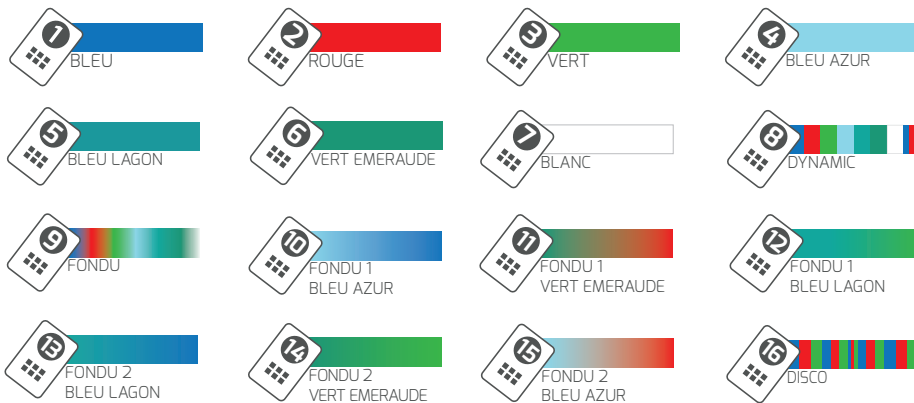 1
BLEU
2
ROUGE
3
VERT
4
BLEU AZUR
5
BLEU LAGON
6
VERT EMERAUDE
7
BLANC
8
DYNAMIC
9
FONDU
10
FONDU 1
BLEU AZUR
11
FONDU 1
VERT EMERAUDE
12
FONDU 1
BLEU LAGON
13
FONDU 2
BLEU LAGON
14
FONDU 2
VERT EMERAUDE
15
FONDU 2
BLEU AZUR
16
DISCO